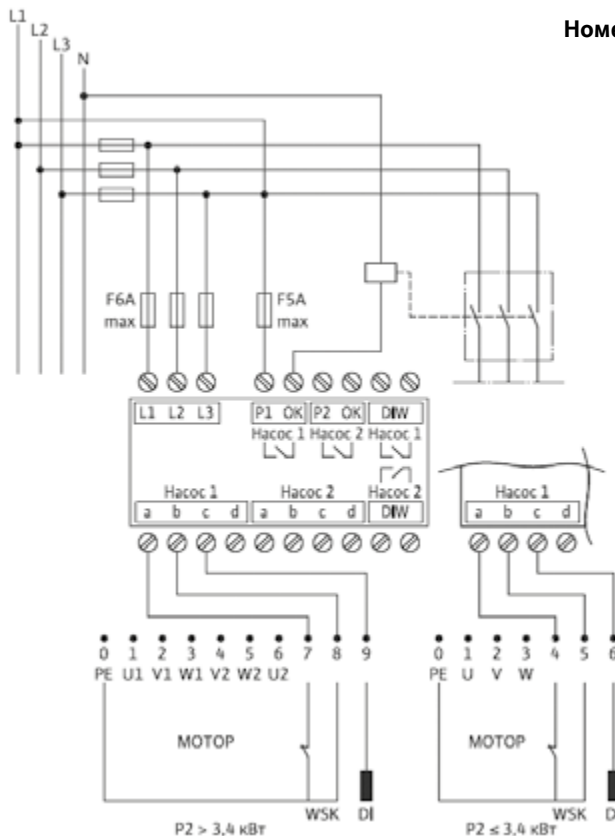 L1
L2
L3
N
Номе
F6A
max
F5A
max
L1 L2 L3 P1 OK P2 OK DIW
Насос 1 Насос 2 Насос 1
Насос 1 Насос 2 Насос 2
a b c d a b c d DIW
Насос 1
a b c d
0 1 2 3 4 5 6 7 8 9
PE U1 V1 W1 V2 W2 U2
МОТОР
WSK DI
P2 > 3,4 кВт
0 1 2 3 4 5 6
PE U V W
МОТОР
WSK D
P2 ≤ 3,4 кВт